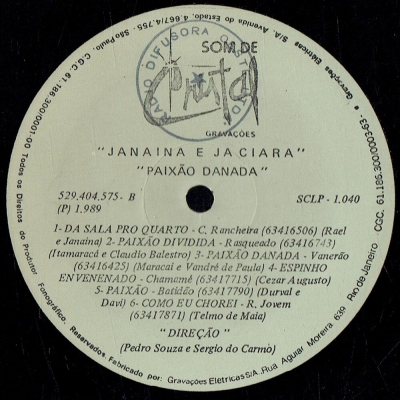 SOM DE
Cristal
GRAVAÇÕES
RADIO DIFUSORA
"JANAINA E JACIARA"
"PAIXÃO DANADA"
529.404.575 - B
SCLP - 1.040
(P) 1.989
1- DA SALA PRO QUARTO - C. Rancheira (63416506) (Rael
e Janaina) 2- PAIXÃO DIVIDIDA - Rasqueado (63416743)
(Itamaracá e Claudio Balestro) 3- PAIXÃO DANADA - Vanerão
(63416425) (Maracaí e Vandré de Paula) 4- ESPINHO
ENVENENADO - Chamamé (63417715) (Cezar Augusto)
5- PAIXÃO - Batidão (63417790) (Durval e
Davi) 6- COMO EU CHOREI - R. Jovem
(63417871) (Telmo de Maia)
"DIREÇÃO"
(Pedro Souza e Sergio do Carmo)
Todos os Direitos do Produtor Fonográfico. Reservados. Fabricado por: Gravações Elétricas S/A. Rua Aguiar Moreira, 639 Rio de Janeiro CGC. 61.186.300/0003-63 - • Gravações Elétricas S/A. Avenida do Estado, 4.667/4.755 - São Paulo. C.G.C. 61.186.300/0001-00